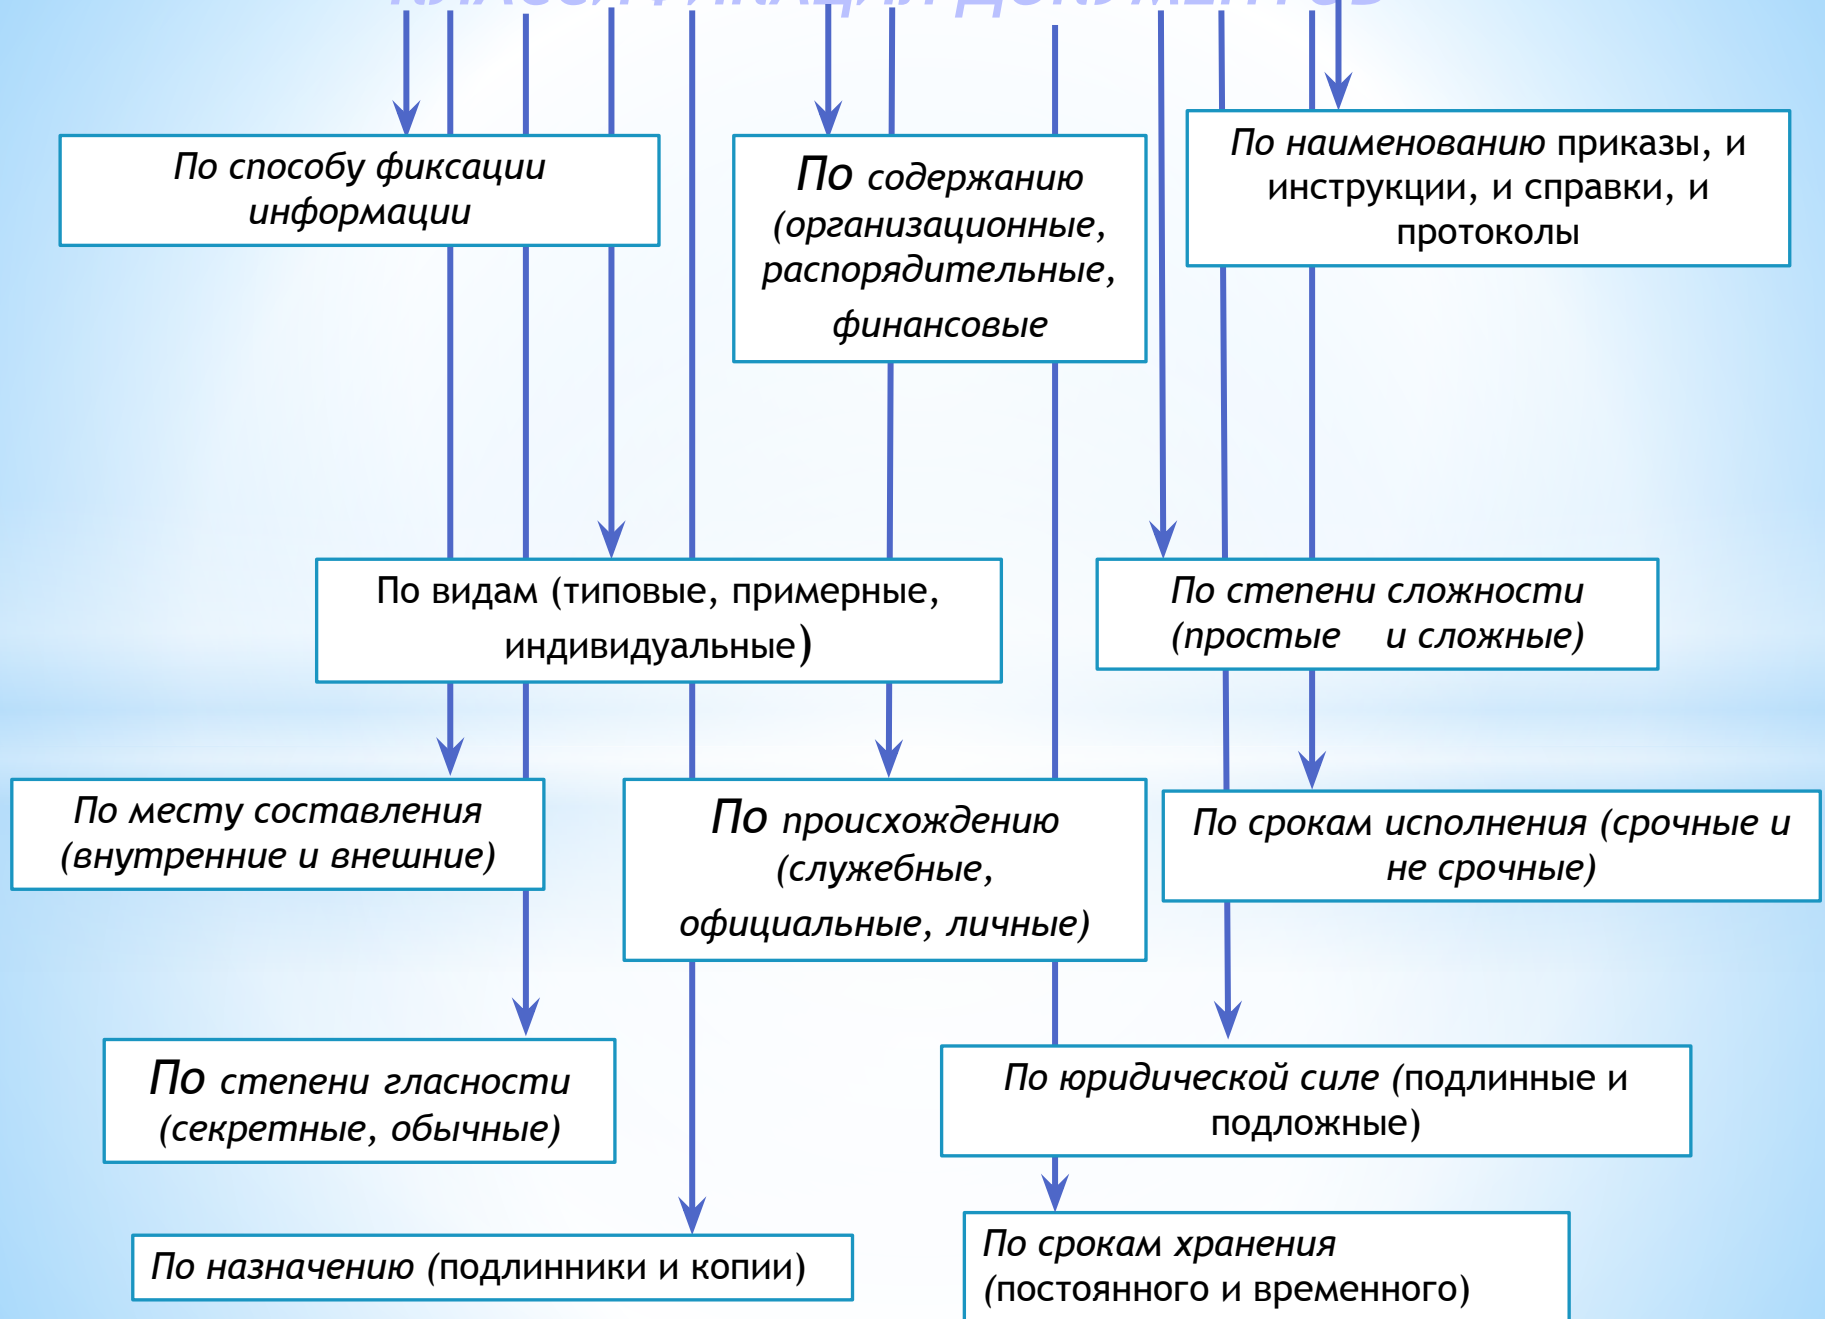 КЛАССИФИКАЦИЯ ДОКУМЕНТОВ
По способу фиксации
информации
По содержанию
(организационные,
распорядительные,
финансовые
По наименованию приказы, и
инструкции, и справки, и
протоколы
По видам (типовые, примерные,
индивидуальные)
По степени сложности
(простые и сложные)
По месту составления
(внутренние и внешние)
По происхождению
(служебные,
официальные, личные)
По срокам исполнения (срочные и
не срочные)
По степени гласности
(секретные, обычные)
По юридической силе (подлинные и
подложные)
По назначению (подлинники и копии)
По срокам хранения
(постоянного и временного)